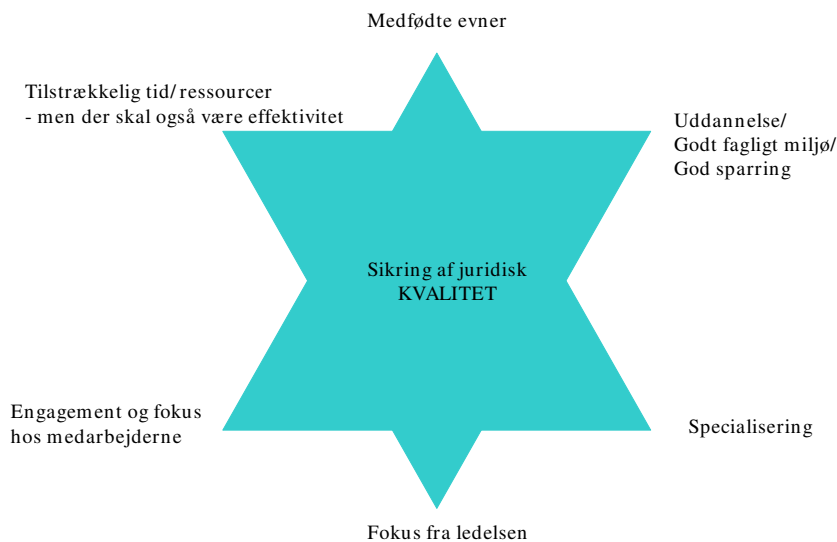 Medfødte evner
Tilstrækkelig tid/ressourcer
- men der skal også være effektivitet
Uddannelse/
Godt fagligt miljø/
God sparring
Sikring af juridisk
KVALITET
Engagement og fokus
hos medarbejderne
Specialisering
Fokus fra ledelsen